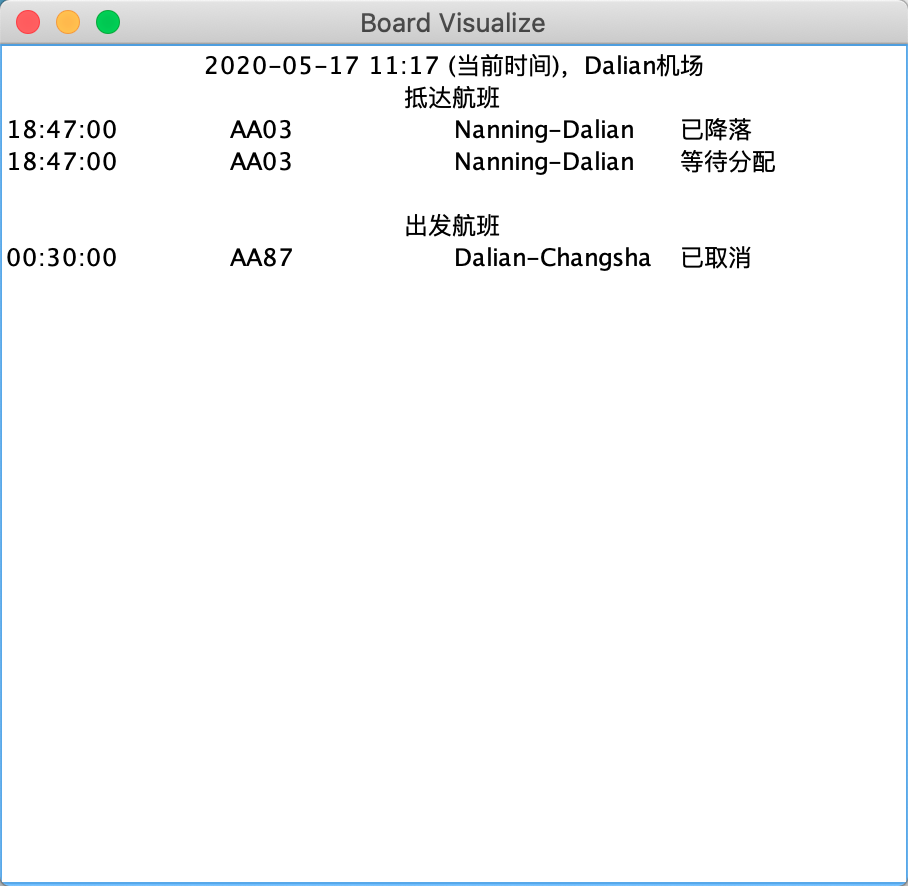 Board Visualize
2020-05-17 11:17 (当前时间)，Dalian机场
抵达航班
18:47:00 AA03 Nanning-Dalian 已降落
18:47:00 AA03 Nanning-Dalian 等待分配
出发航班
00:30:00 AA87 Dalian-Changsha 已取消